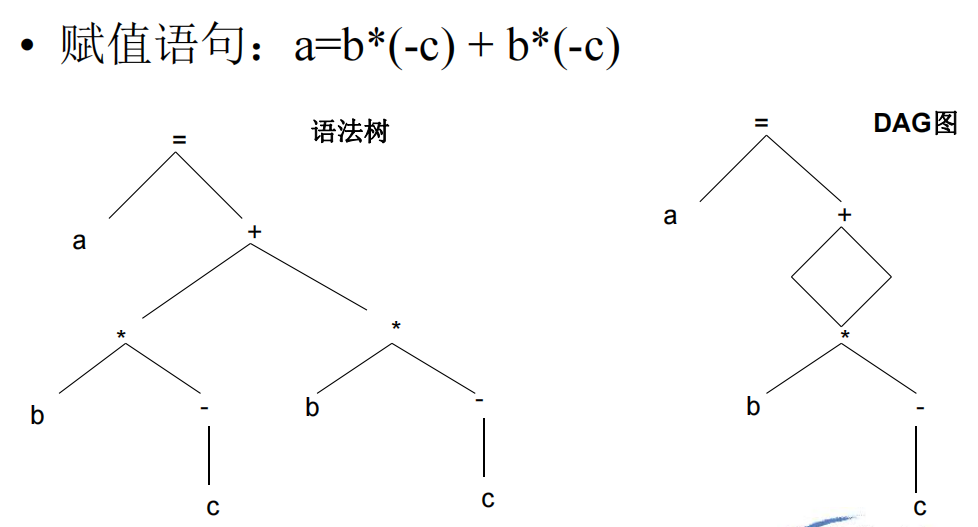 • 赋值语句：a=b*(-c) + b*(-c)
语法树
=
a
+
*
*
b
-
b
-
c
c
DAG图
=
a
+
*
b
-
c